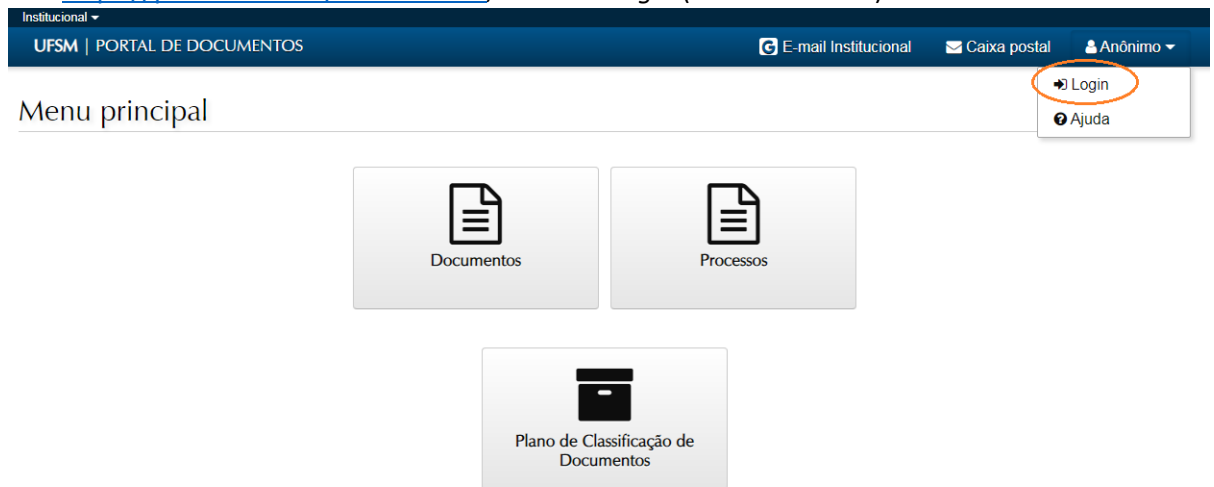 Institucional
UFSM | PORTAL DE DOCUMENTOS
E-mail Institucional
Caixa postal
Anônimo
Login
Ajuda
Menu principal
Documentos
Processos
Plano de Classificação de
Documentos